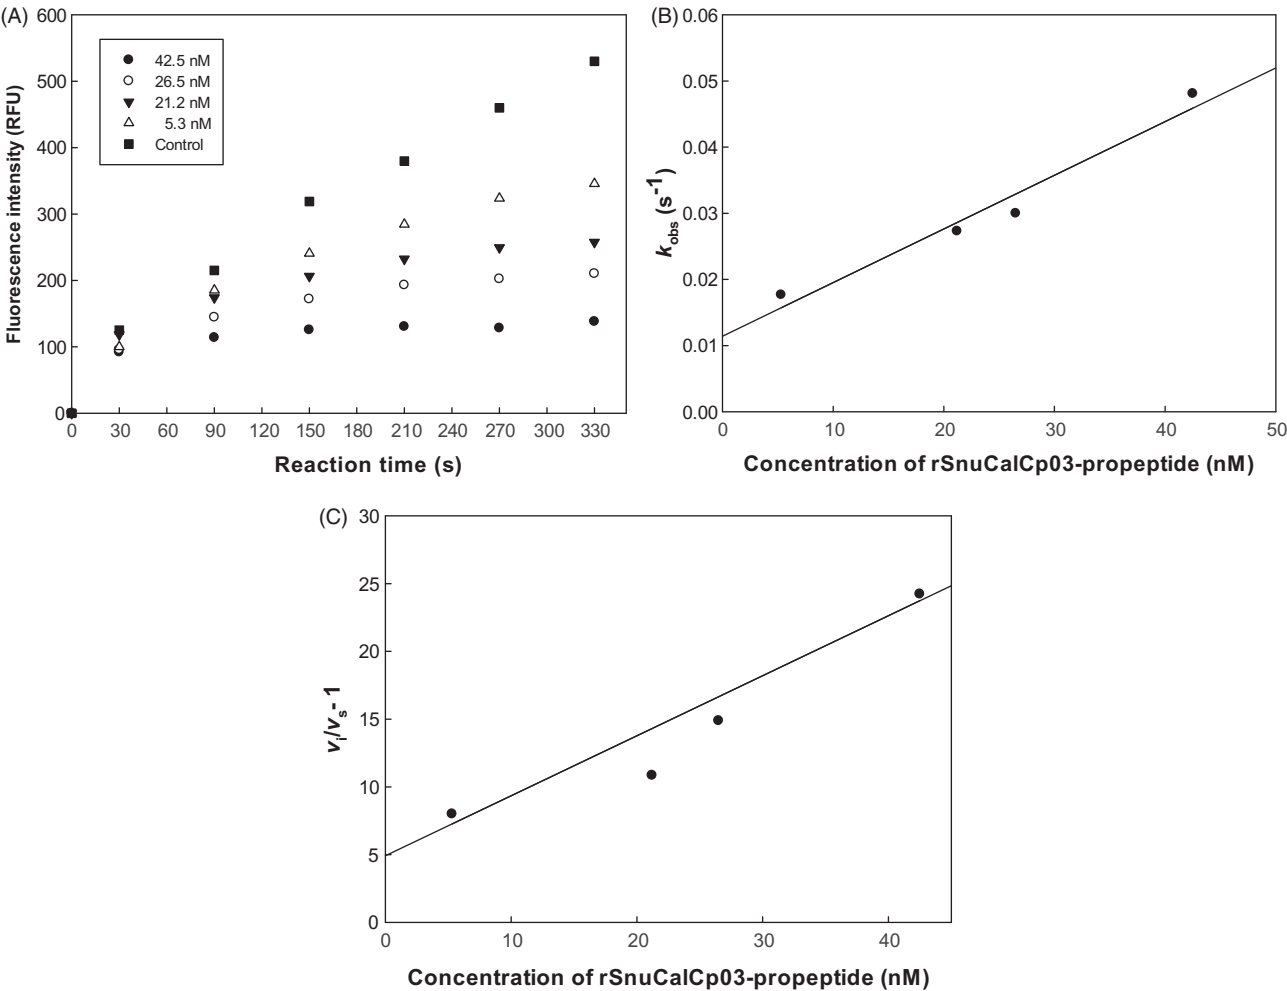 (A)
600
500
400
300
200
100
0
Fluorescence intensity (RFU)
42.5 nM
26.5 nM
21.2 nM
5.3 nM
Control
0 30 60 90 120 150 180 210 240 270 300 330
Reaction time (s)
(B)
0.06
0.05
0.04
0.03
0.02
0.01
0.00
kobs (s-1)
0 10 20 30 40 50
Concentration of rSnuCalCp03-propeptide (nM)
(C)
30
25
20
15
10
5
0
vi/vs- 1
0 10 20 30 40
Concentration of rSnuCalCp03-propeptide (nM)